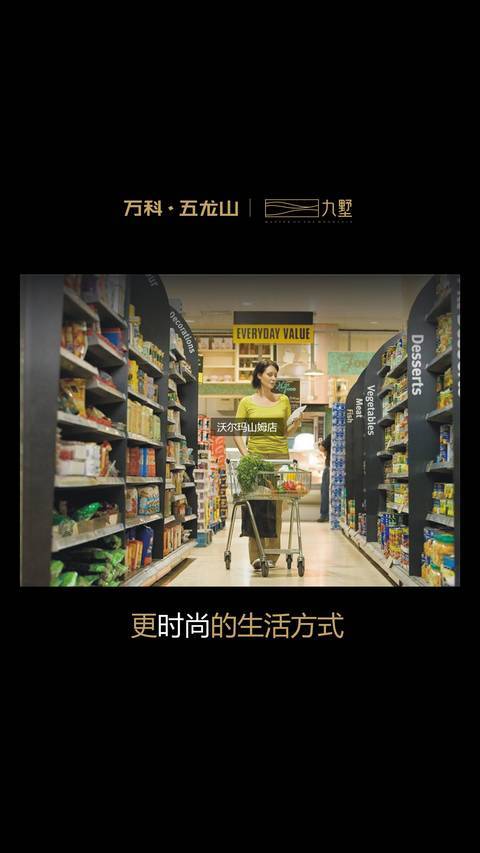 万科·五龙山 九墅
Decorations
EVERYDAY VALUE
Desserts
Vegetables
Meat
Fish
沃尔玛山姆店
更时尚的生活方式